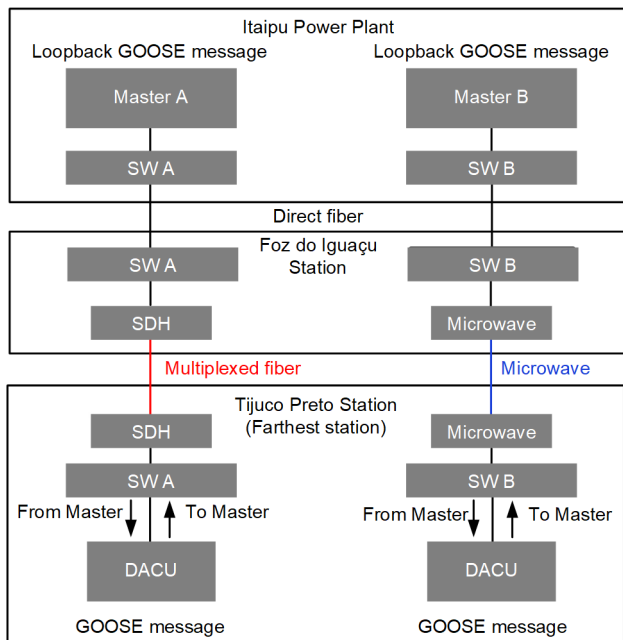 Itaipu Power Plant
Loopback GOOSE message
Loopback GOOSE message
Master A
Master B
SW A
SW B
Direct fiber
Foz do Iguaçu
Station
SW A
SW B
SDH
Microwave
Multiplexed fiber
Microwave
Tijuco Preto Station
(Farthest station)
SDH
Microwave
SW A
SW B
From Master
To Master
From Master
To Master
DACU
DACU
GOOSE message
GOOSE message